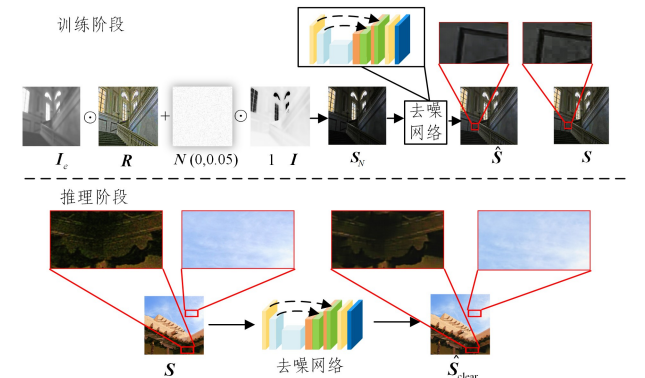 训练阶段
⊙ + ⊙ 去噪
网络
I_e R N (0,0.05) 1 I S_N Ŝ S
推理阶段
S 去噪网络 Ŝ_clear